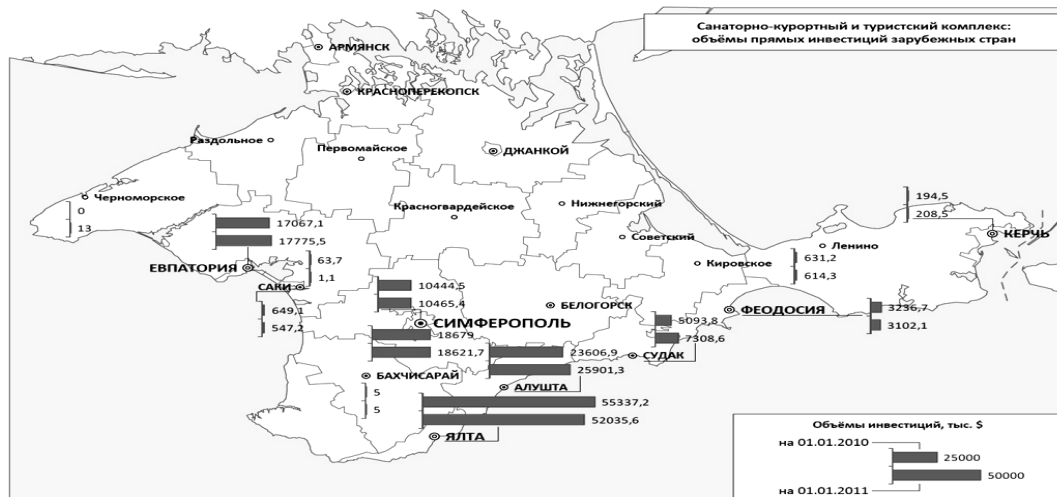 Санаторно-курортный и туристский комплекс:
объёмы прямых инвестиций зарубежных стран
АРМЯНСК
КРАСНОПЕРЕКОПСК
Раздольное
Первомайское
ДЖАНКОЙ
Черноморское
0
13
Красногвардейское
Нижнегорский
194,5
208,5
КЕРЧЬ
17067,1
17775,5
Советский
Ленино
ЕВПАТОРИЯ
63,7
1,1
Кировское
631,2
614,3
САКИ
10444,5
10465,4
БЕЛОГОРСК
649,1
547,2
СИМФЕРОПОЛЬ
ФЕОДОСИЯ
3236,7
3102,1
5093,8
7308,6
СУДАК
18679
18621,7
23606,9
25901,3
БАХЧИСАРАЙ
5
5
АЛУШТА
55337,2
52035,6
ЯЛТА
Объёмы инвестиций, тыс. $
на 01.01.2010
25000
50000
на 01.01.2011